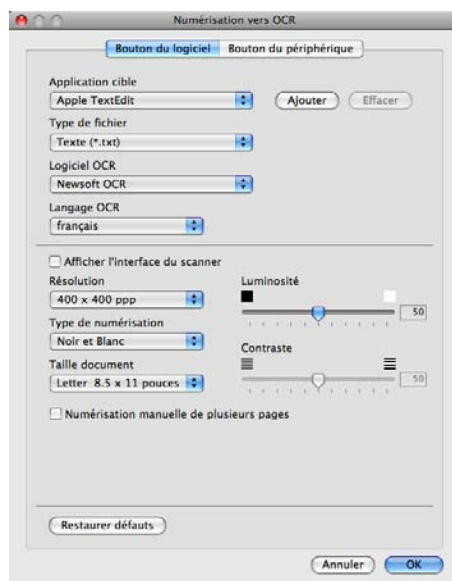 Numérisation vers OCR
Bouton du logiciel Bouton du périphérique
Application cible
Apple TextEdit Ajouter Effacer
Type de fichier
Texte (*.txt)
Logiciel OCR
Newsoft OCR
Langage OCR
français
Afficher l'interface du scanner
Résolution Luminosité
400 x 400 ppp 50
Type de numérisation
Noir et Blanc
Contraste
Taille document
Letter 8.5 x 11 pouces 50
Numérisation manuelle de plusieurs pages
Restaurer défauts
Annuler OK